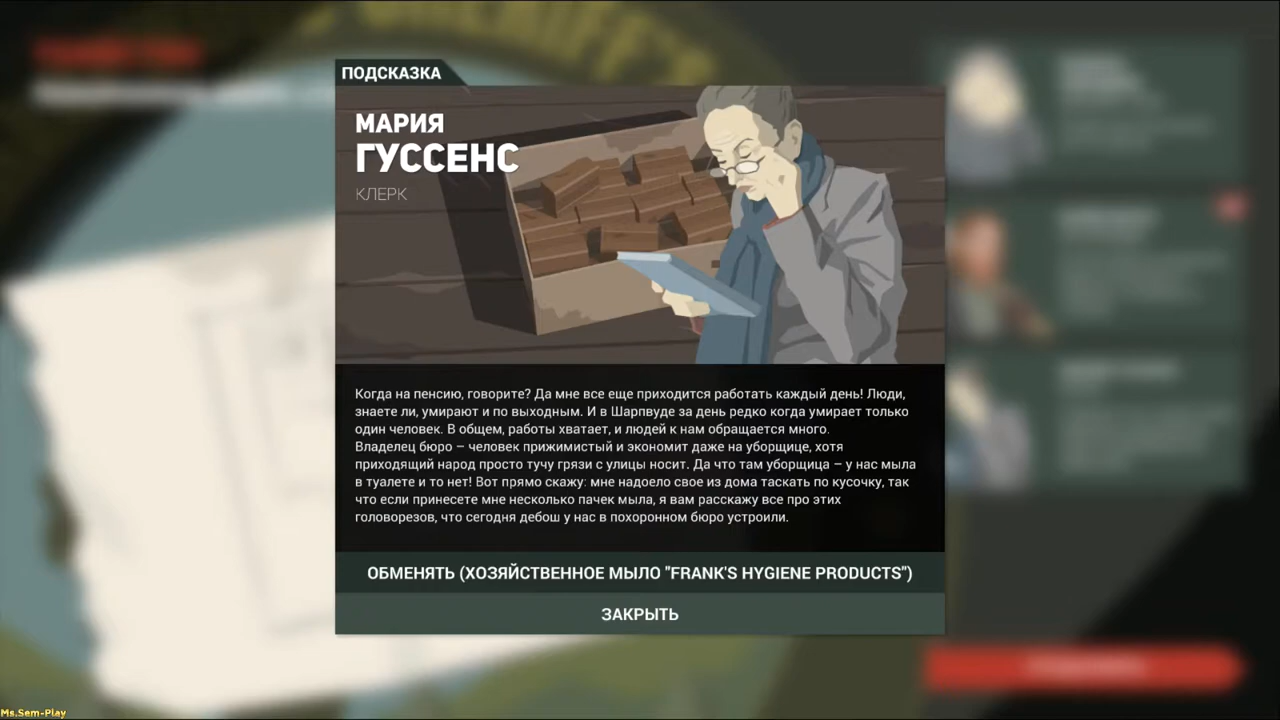 ПОДСКАЗКА
МАРИЯ
ГУССЕНС
КЛЕРК
Когда на пенсию, говорите? Да мне все еще приходится работать каждый день! Люди,
знаете ли, умирают и по выходным. И в Шарпвуде за день редко когда умирает только
один человек. В общем, работы хватает, и людей к нам обращается много.
Владелец бюро – человек прижимистый и экономит даже на уборщице, хотя
приходящий народ просто тучу грязи с улицы носит. Да что там уборщица – у нас мыла
в туалете и то нет! Вот прямо скажу: мне надоело свое из дома таскать по кусочку, так
что если принесете мне несколько пачек мыла, я вам расскажу все про этих
головорезов, что сегодня дебош у нас в похоронном бюро устроили.
ОБМЕНЯТЬ (ХОЗЯЙСТВЕННОЕ МЫЛО "FRANK'S HYGIENE PRODUCTS")
ЗАКРЫТЬ
Ms.Sem-Play